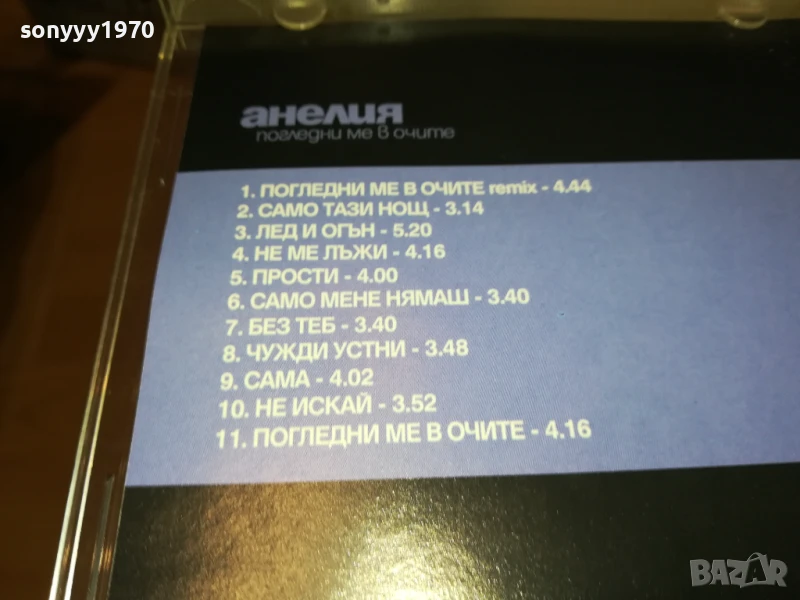 sonyyy1970
анелия
погледни ме в очите
1. ПОГЛЕДНИ МЕ В ОЧИТЕ remix - 4.44
2. САМО ТАЗИ НОЩ - 3.14
3. ЛЕД И ОГЪН - 5.20
4. НЕ МЕ ЛЪЖИ - 4.16
5. ПРОСТИ - 4.00
6. САМО МЕНЕ НЯМАШ - 3.40
7. БЕЗ ТЕБ - 3.40
8. ЧУЖДИ УСТНИ - 3.48
9. САМА - 4.02
10. НЕ ИСКАЙ - 3.52
11. ПОГЛЕДНИ МЕ В ОЧИТЕ - 4.16
BAZAR